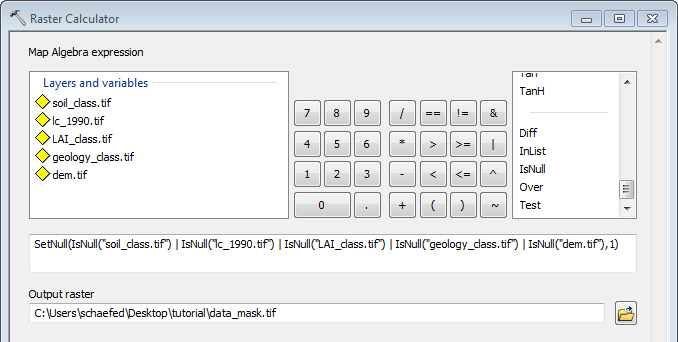 Raster Calculator
Map Algebra expression
Layers and variables
soil_class.tif
lc_1990.tif
LAI_class.tif
geology_class.tif
dem.tif
7 8 9 / == != &
4 5 6 * > >= |
1 2 3 - < <= ^
0 . + ( ) ~
Tan
TanH
Diff
InList
IsNull
Over
Test
SetNull(IsNull("soil_class.tif") | IsNull("lc_1990.tif") | IsNull("LAI_class.tif") | IsNull("geology_class.tif") | IsNull("dem.tif"),1)
Output raster
C:\Users\schaefed\Desktop\tutorial\data_mask.tif